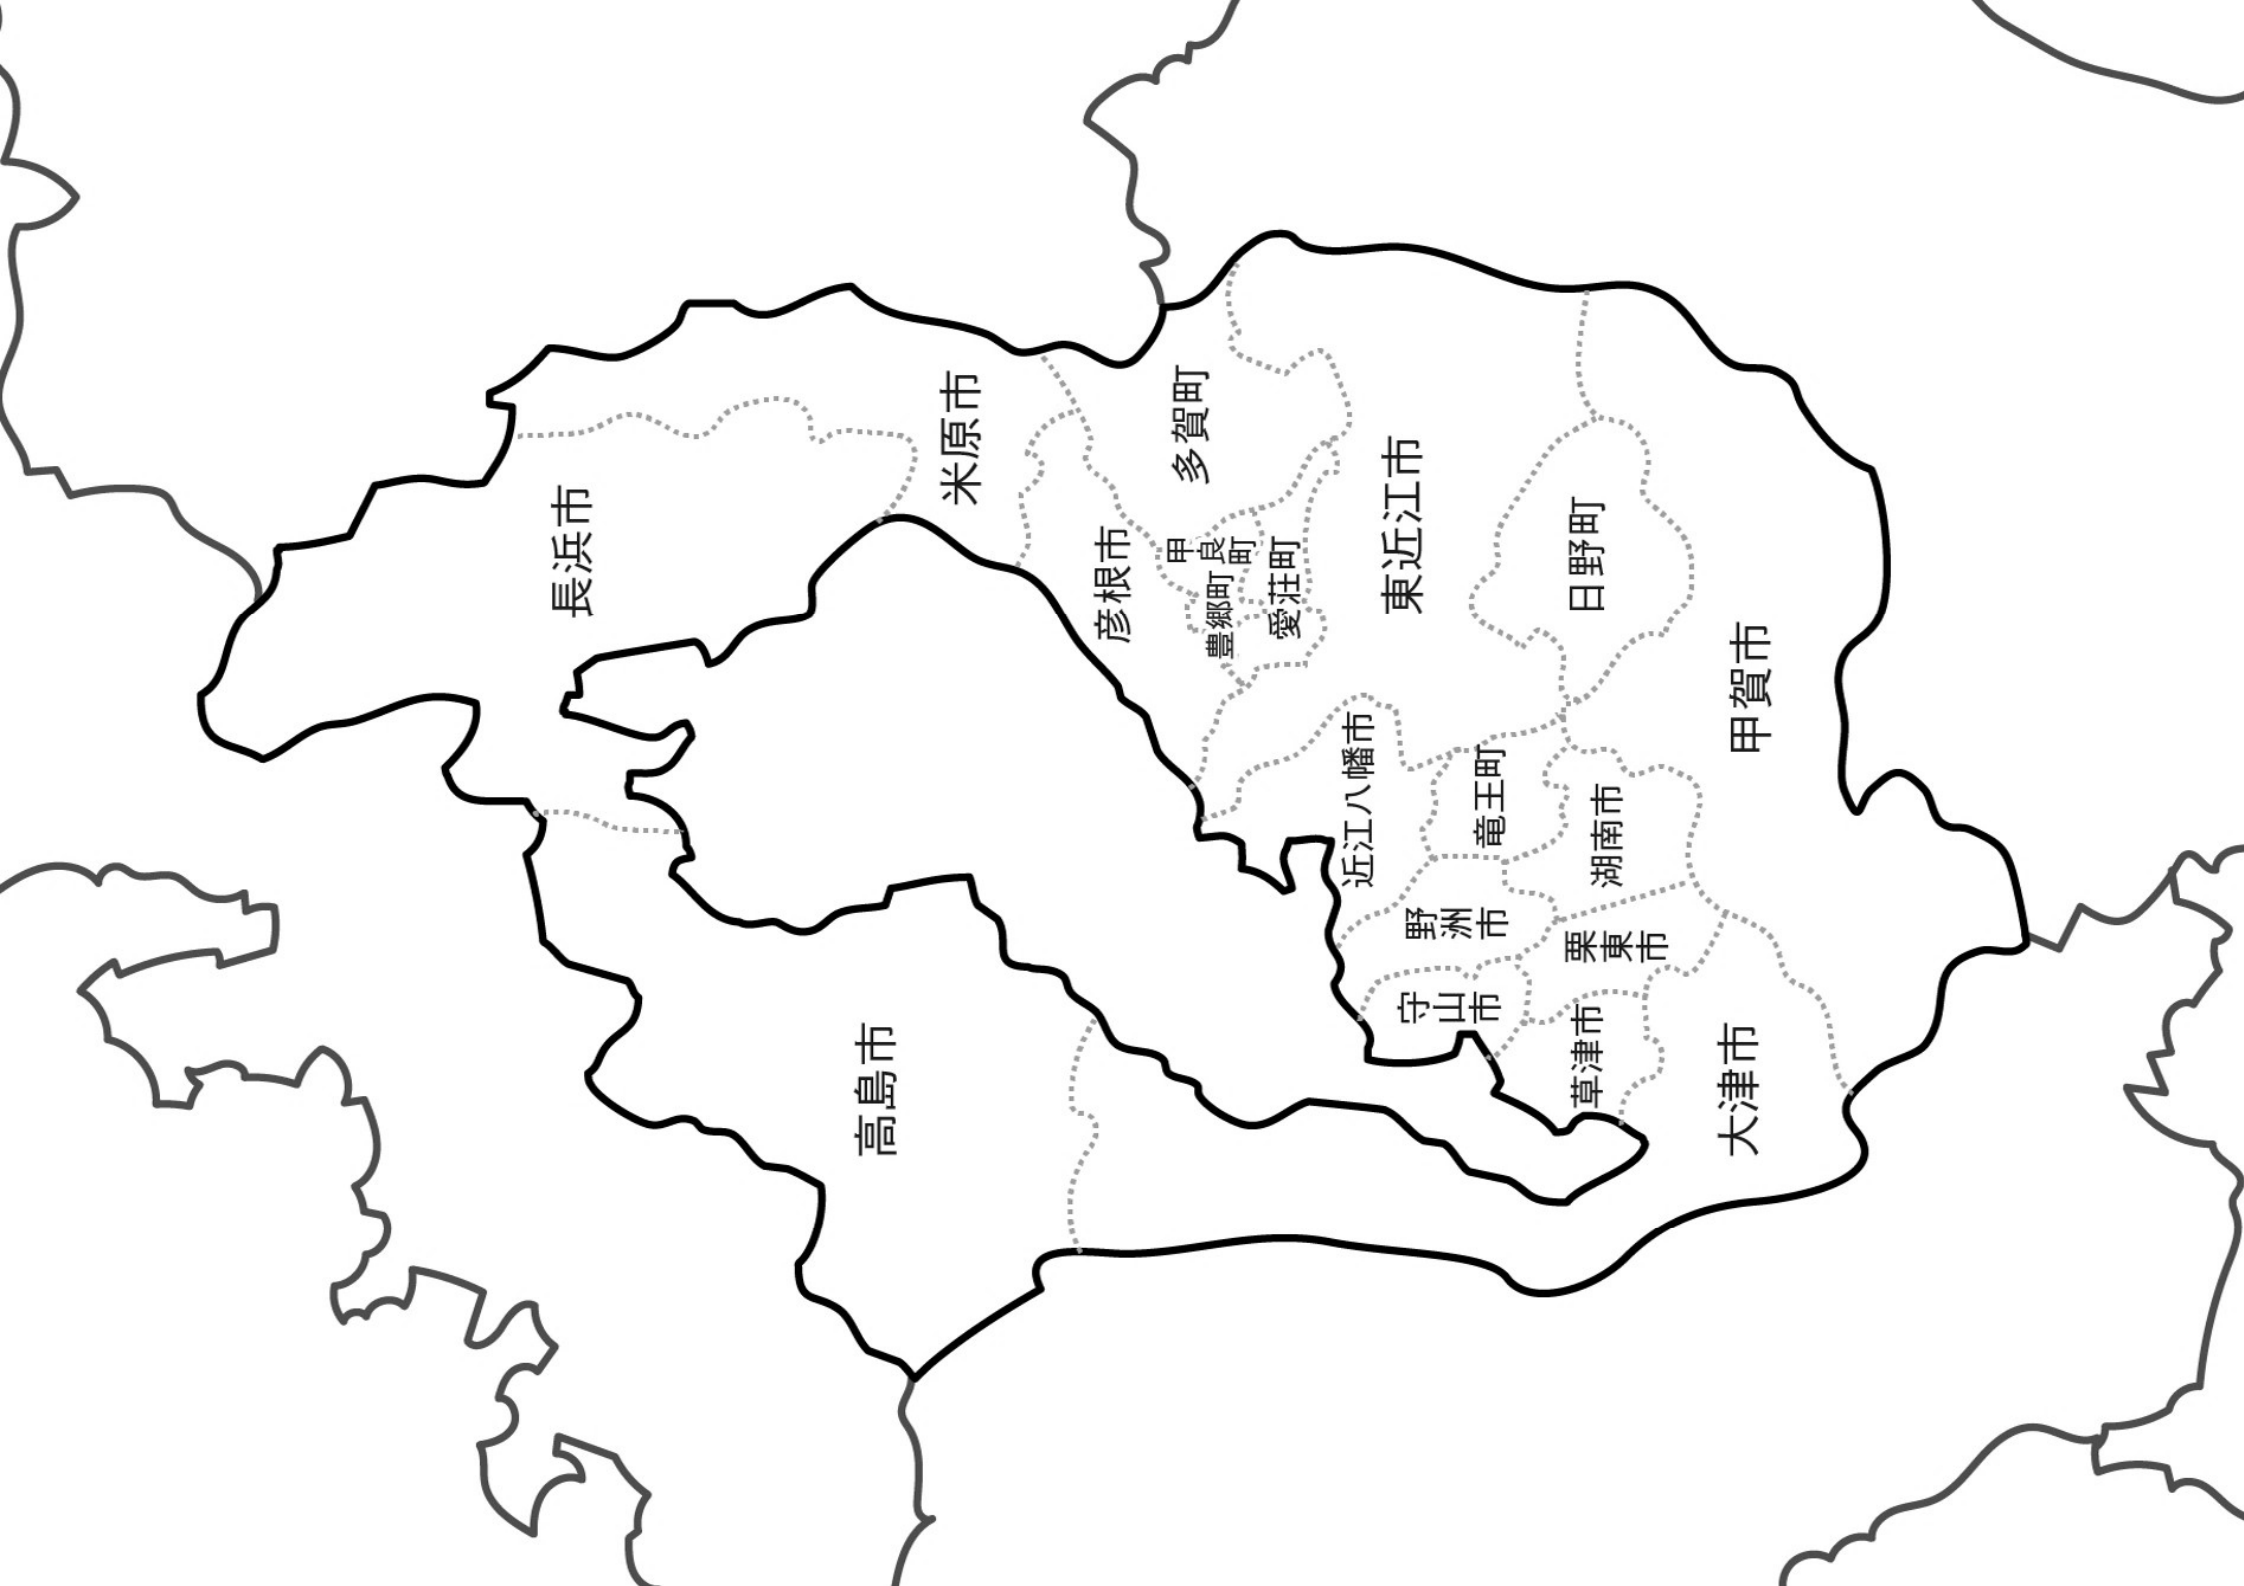 長浜市
米原市
高島市
彦根市
多賀町
甲良町
豊郷町
愛荘町
東近江市
近江八幡市
日野町
竜王町
甲賀市
湖南市
野洲市
栗東市
守山市
草津市
大津市